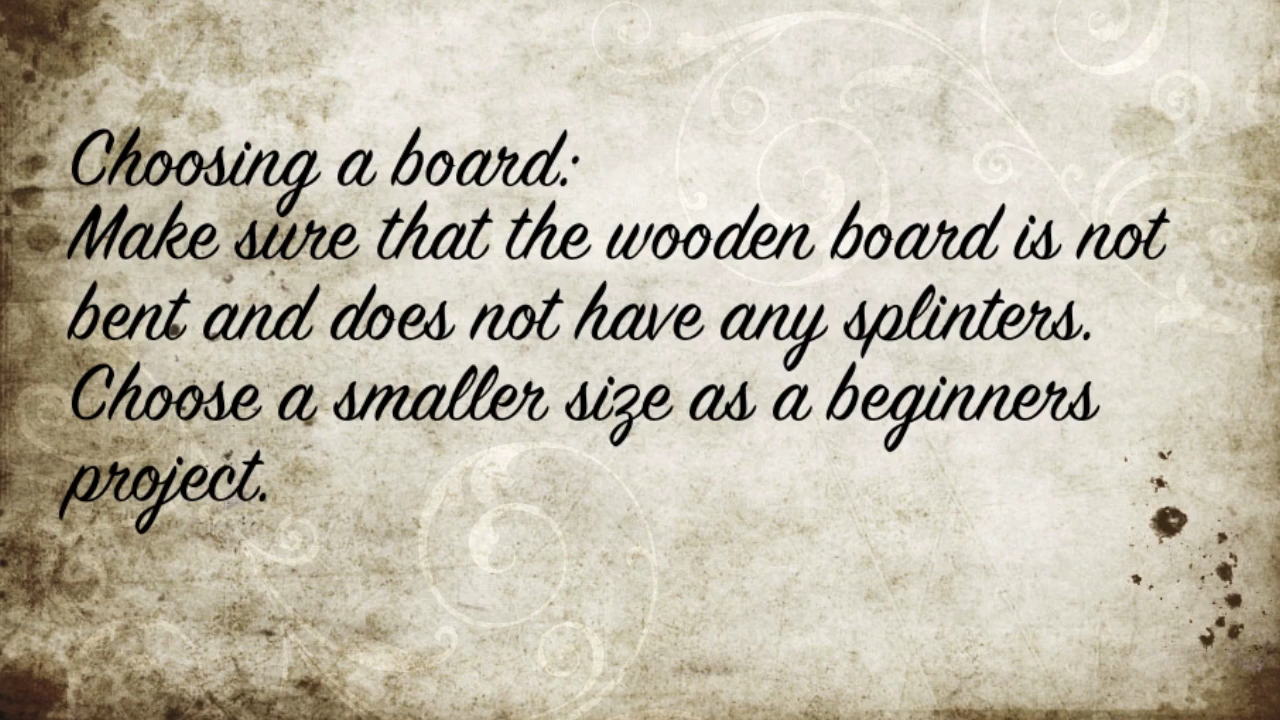 Choosing a board:
Make sure that the wooden board is not
bent and does not have any splinters.
Choose a smaller size as a beginners
project.